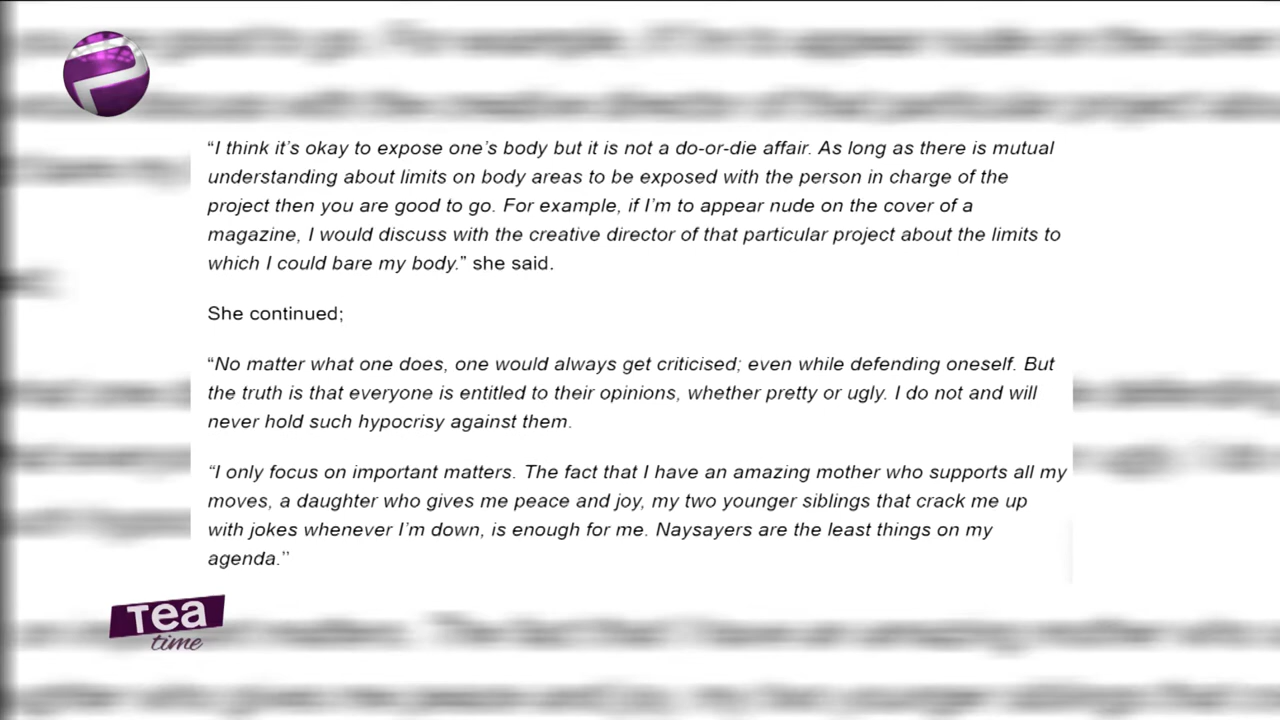 “I think it’s okay to expose one’s body but it is not a do-or-die affair. As long as there is mutual
understanding about limits on body areas to be exposed with the person in charge of the
project then you are good to go. For example, if I’m to appear nude on the cover of a
magazine, I would discuss with the creative director of that particular project about the limits to
which I could bare my body.” she said.
She continued;
“No matter what one does, one would always get criticised; even while defending oneself. But
the truth is that everyone is entitled to their opinions, whether pretty or ugly. I do not and will
never hold such hypocrisy against them.
“I only focus on important matters. The fact that I have an amazing mother who supports all my
moves, a daughter who gives me peace and joy, my two younger siblings that crack me up
with jokes whenever I’m down, is enough for me. Naysayers are the least things on my
agenda.’’
Tea
time